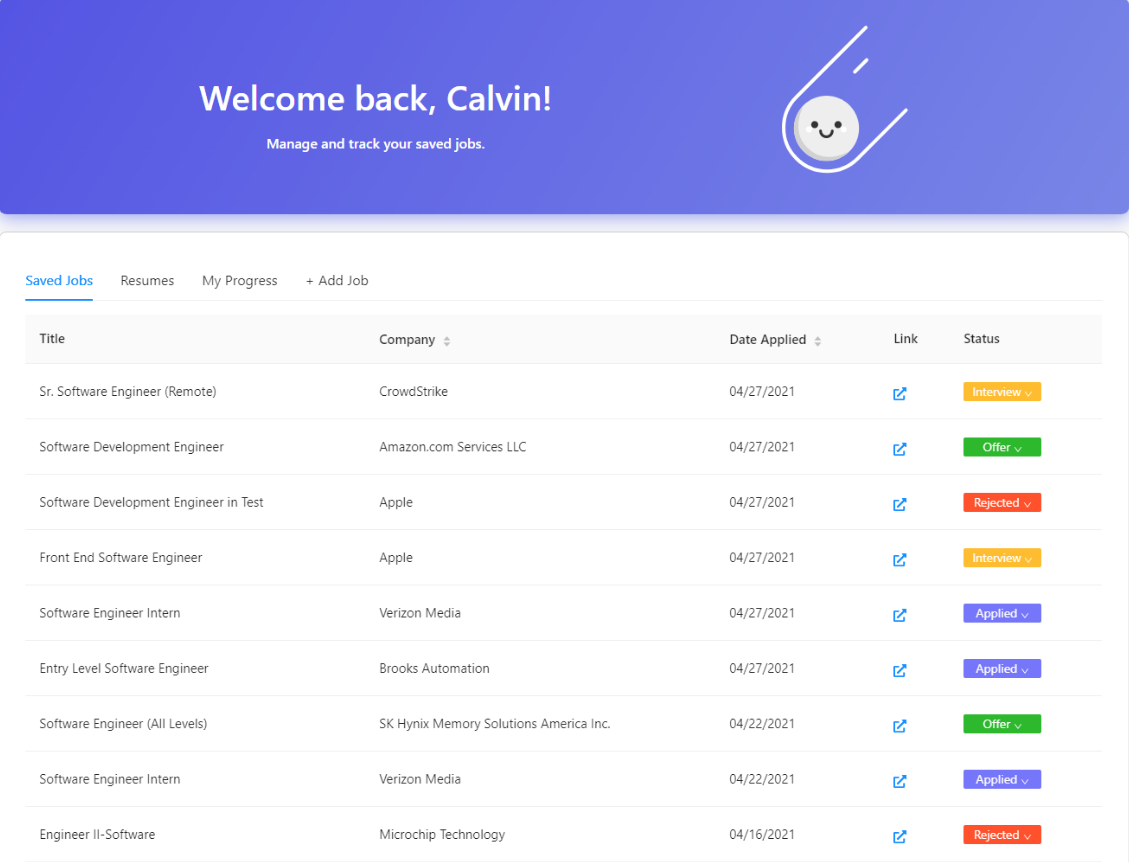 Welcome back, Calvin!
Manage and track your saved jobs.
Saved Jobs Resumes My Progress + Add Job
Title Company Date Applied Link Status
Sr. Software Engineer (Remote) CrowdStrike 04/27/2021 Interview
Software Development Engineer Amazon.com Services LLC 04/27/2021 Offer
Software Development Engineer in Test Apple 04/27/2021 Rejected
Front End Software Engineer Apple 04/27/2021 Interview
Software Engineer Intern Verizon Media 04/27/2021 Applied
Entry Level Software Engineer Brooks Automation 04/27/2021 Applied
Software Engineer (All Levels) SK Hynix Memory Solutions America Inc. 04/22/2021 Offer
Software Engineer Intern Verizon Media 04/22/2021 Applied
Engineer II-Software Microchip Technology 04/16/2021 Rejected